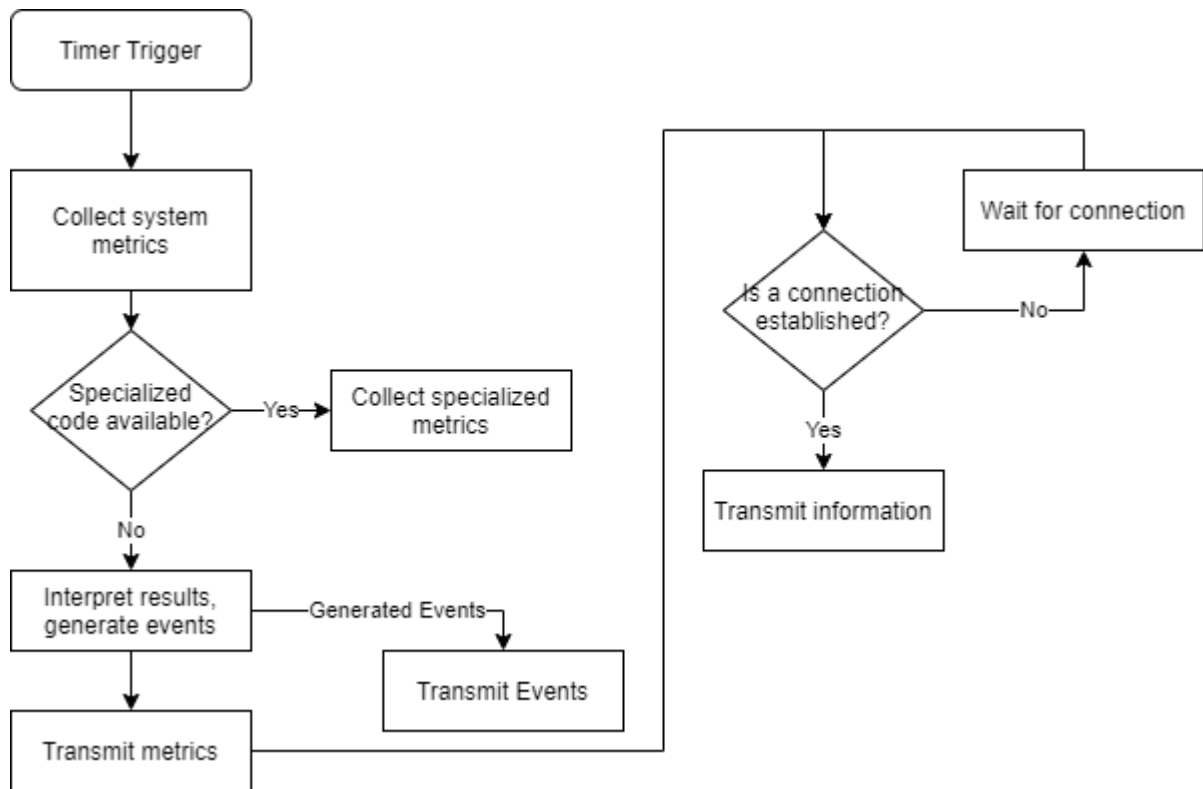 Timer Trigger
Collect system
metrics
Specialized
code available?
Yes
Collect specialized
metrics
No
Interpret results,
generate events
Generated Events
Transmit Events
Transmit metrics
Wait for connection
Is a connection
established?
No
Yes
Transmit information